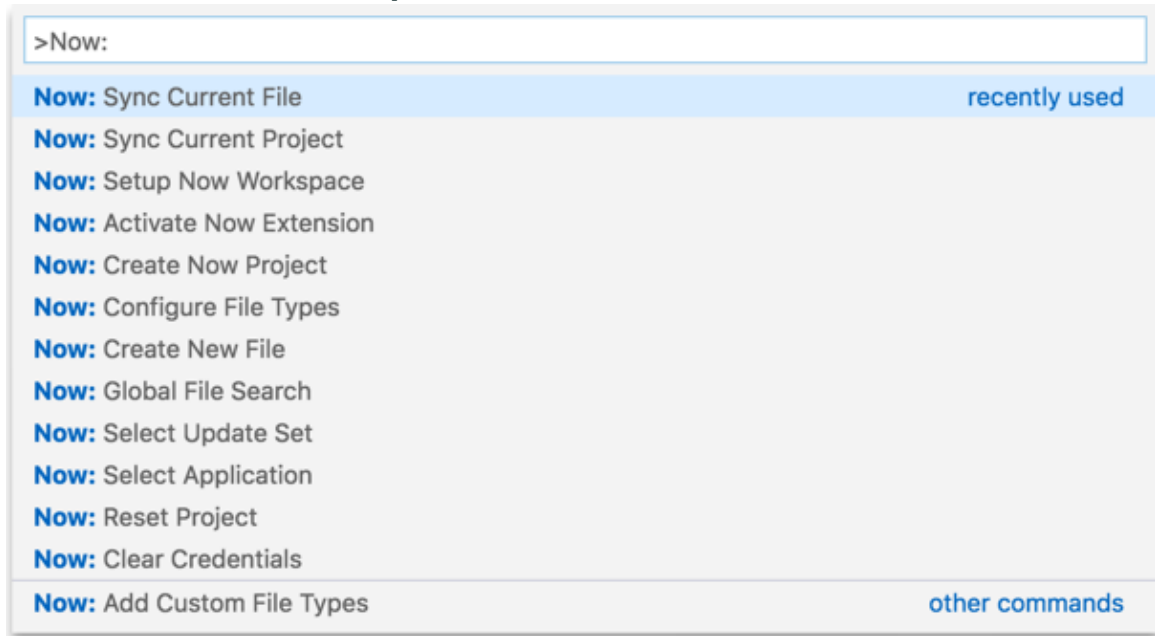 >Now:
Now: Sync Current File recently used
Now: Sync Current Project
Now: Setup Now Workspace
Now: Activate Now Extension
Now: Create Now Project
Now: Configure File Types
Now: Create New File
Now: Global File Search
Now: Select Update Set
Now: Select Application
Now: Reset Project
Now: Clear Credentials
Now: Add Custom File Types other commands